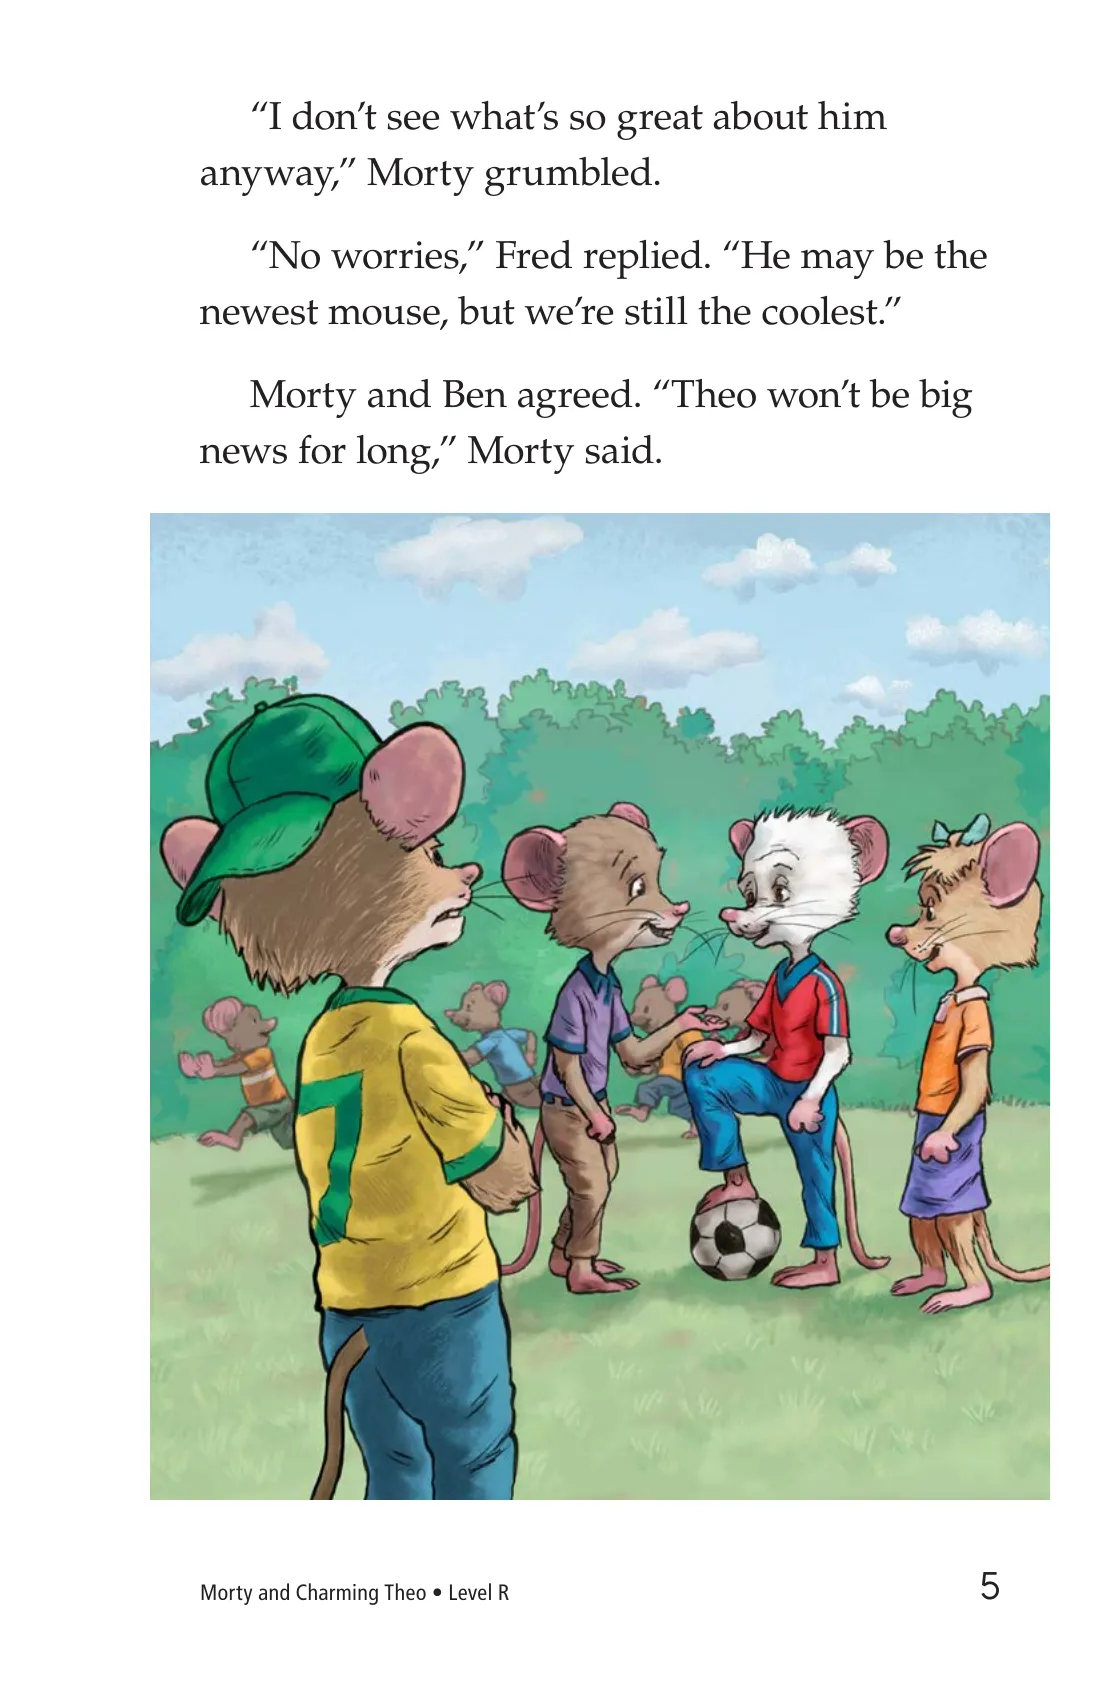 “I don’t see what’s so great about him
anyway,” Morty grumbled.
“No worries,” Fred replied. “He may be the
newest mouse, but we’re still the coolest.”
Morty and Ben agreed. “Theo won’t be big
news for long,” Morty said.
7
Morty and Charming Theo • Level R
5